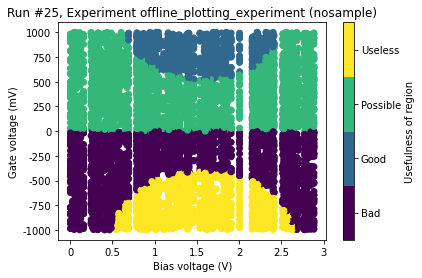 Run #25, Experiment offline_plotting_experiment (nosample)
1000
750
500
250
0
-250
-500
-750
-1000
Gate voltage (mV)
0
0.5
1
1.5
2
2.5
3
Bias voltage (V)
Useless
Possible
Good
Bad
Usefulness of region